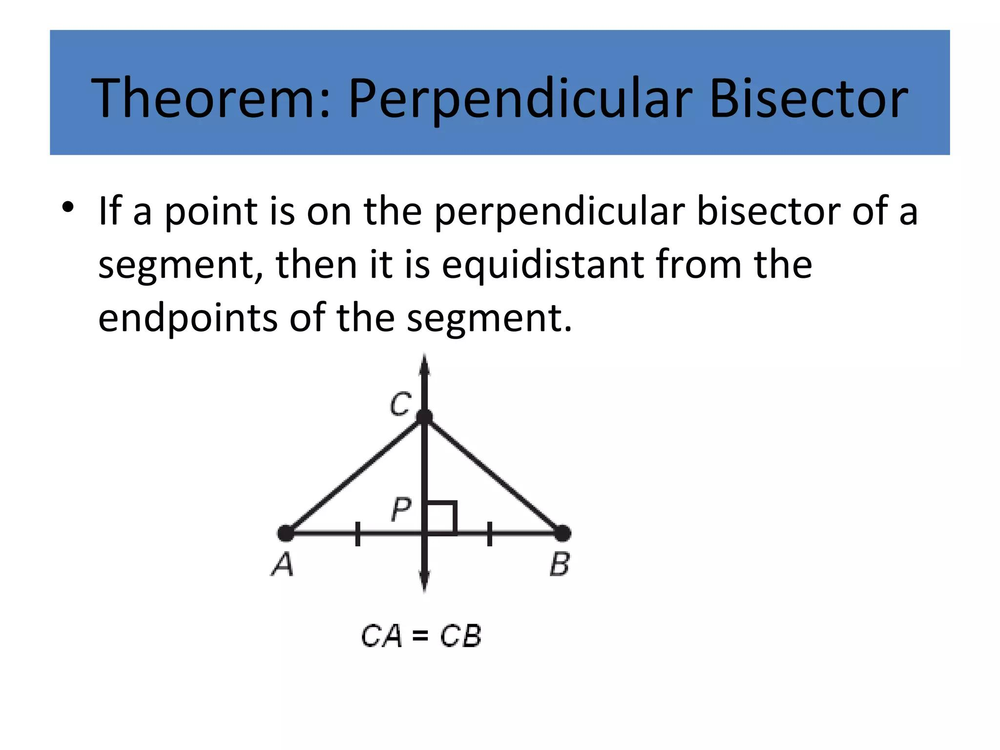 Theorem: Perpendicular Bisector
• If a point is on the perpendicular bisector of a
segment, then it is equidistant from the
endpoints of the segment.
C
P
A B
CA = CB